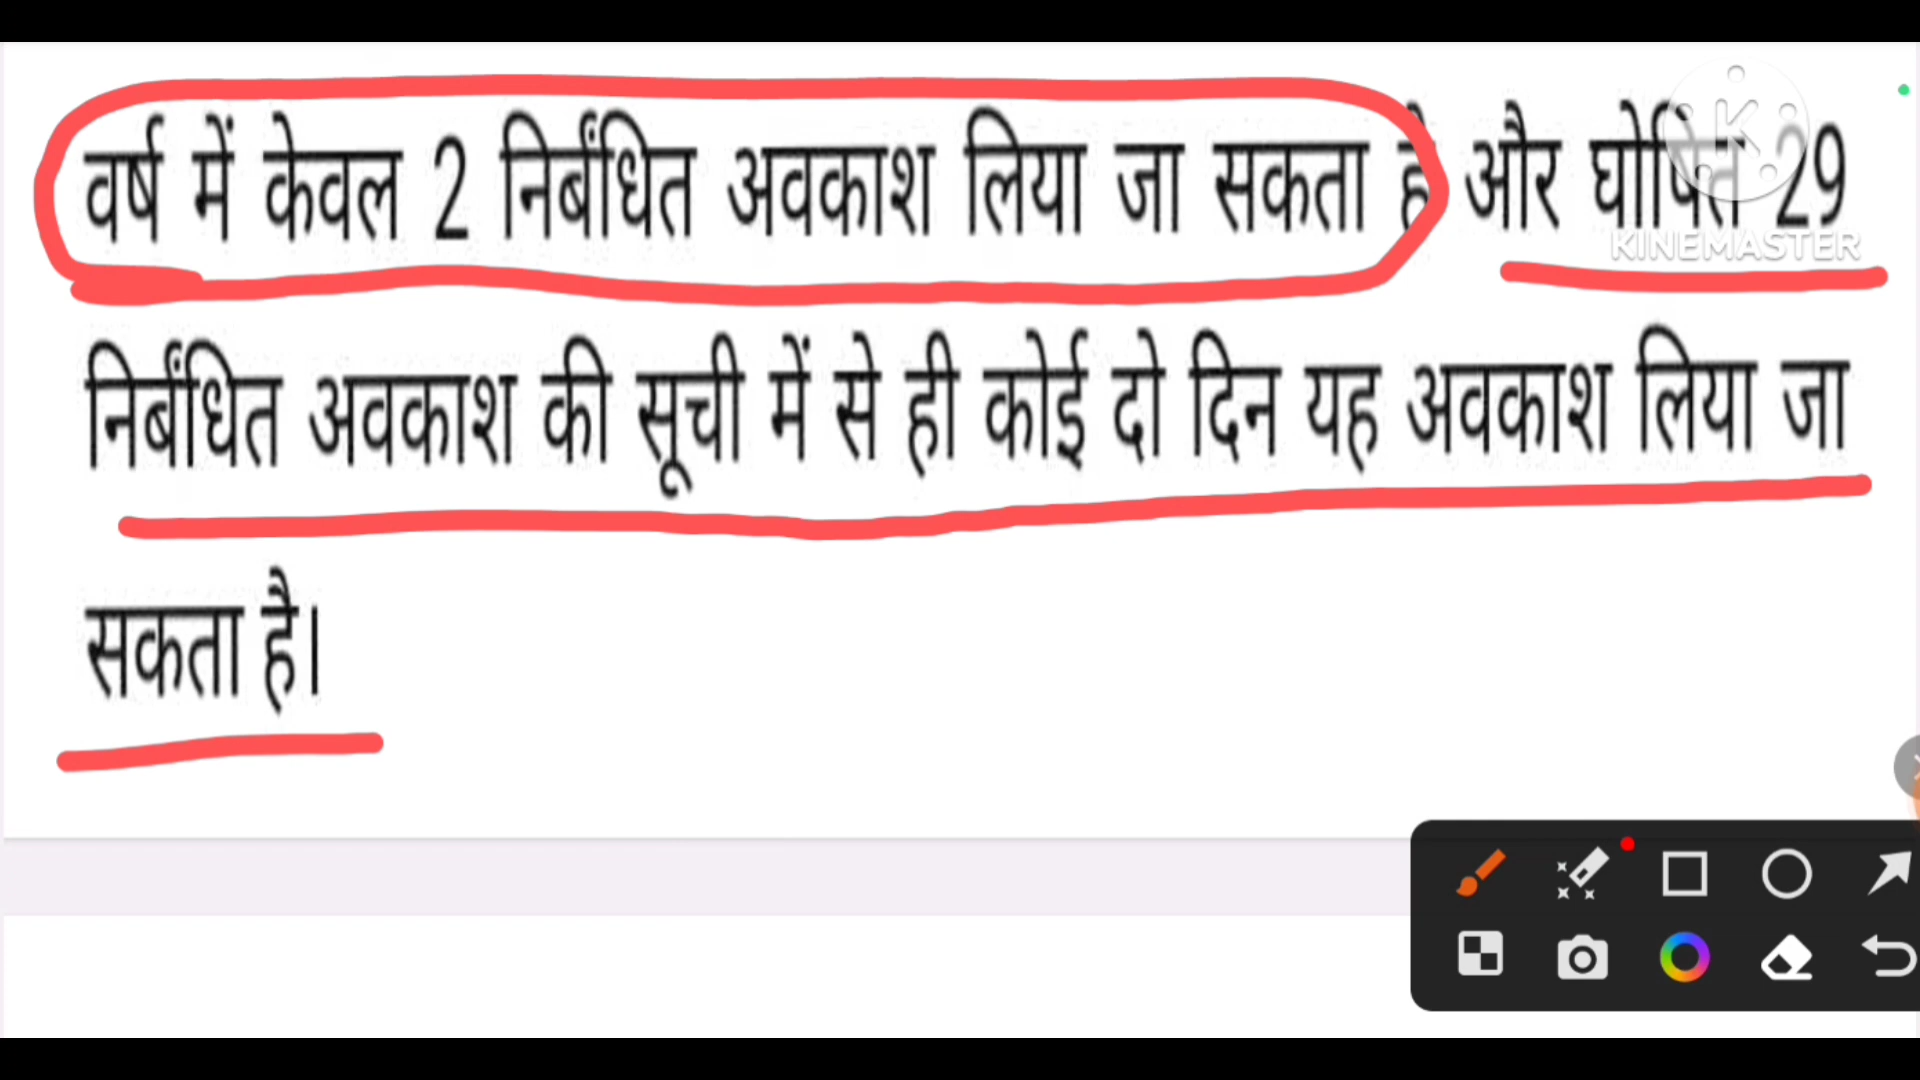 वर्ष में केवल 2 निर्बंधित अवकाश लिया जा सकता है और घोषित 29
KINEMASTER
निर्बंधित अवकाश की सूची में से ही कोई दो दिन यह अवकाश लिया जा
सकता है।